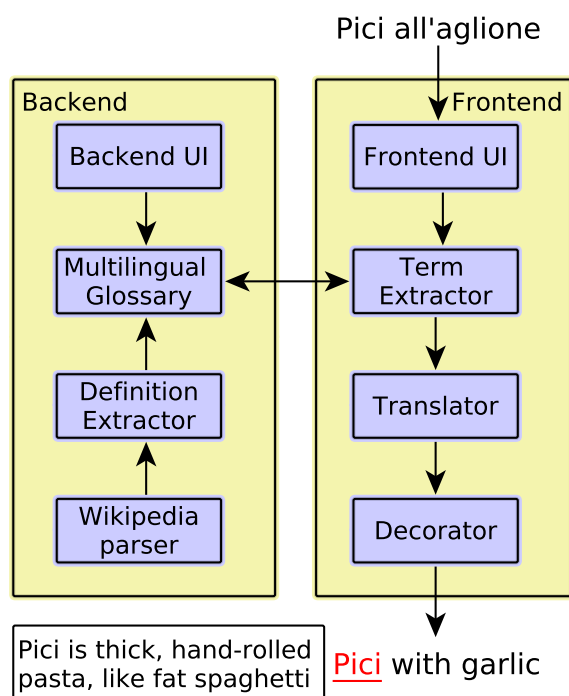 Pici all'aglione
Backend
Frontend
Backend UI
Frontend UI
Multilingual
Glossary
Term
Extractor
Definition
Extractor
Translator
Wikipedia
parser
Decorator
Pici is thick, hand-rolled
pasta, like fat spaghetti
Pici with garlic